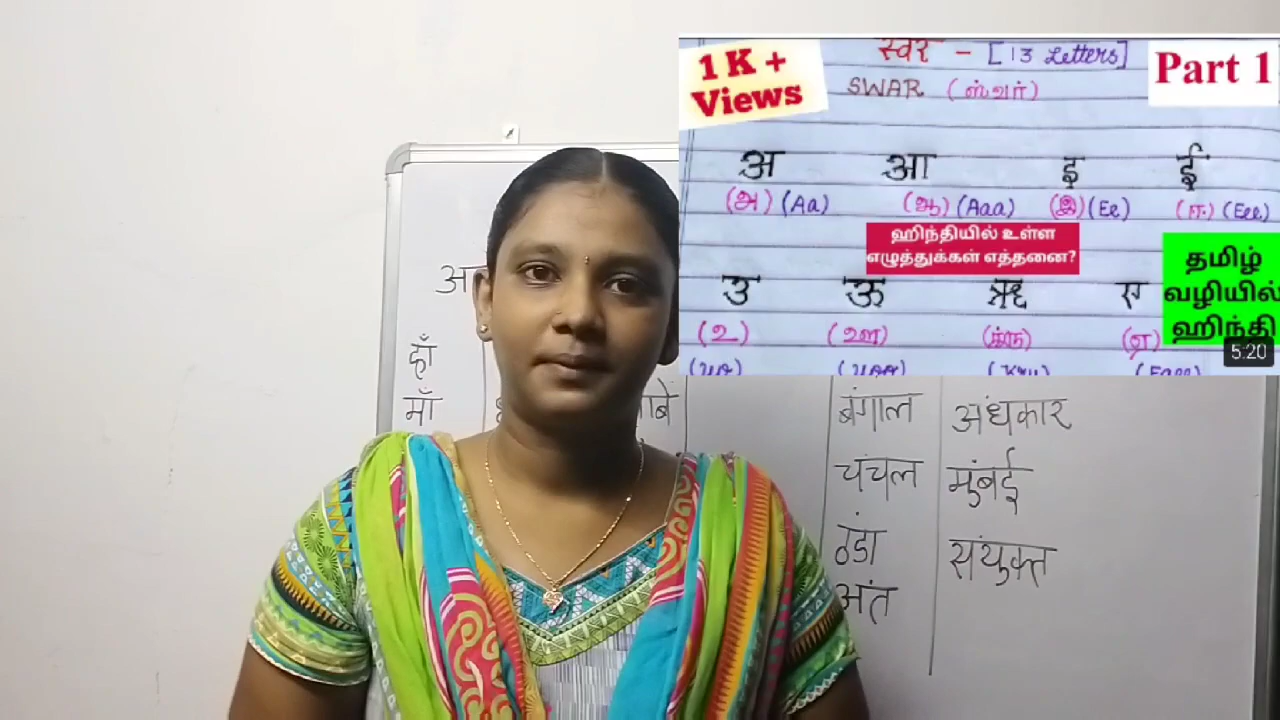 1 K +
Views
स्वर - [13 Letters]
SWAR (ஸ்வர்)
Part 1
अ आ इ ई
(அ) (Aa) (ஆ) (Aaa) (இ) (Ee) (ஈ) (Eee)
ஹிந்தியில் உள்ள
எழுத்துக்கள் எத்தனை?
उ ऊ ऋ ए
(உ) (ஊ) (ஏ)
தமிழ்
வழியில்
ஹிந்தி
5:20
हाँ
माँ
बंगाल अंधकार
चंचल मुंबई
ठंडा संयुक्त
अंत